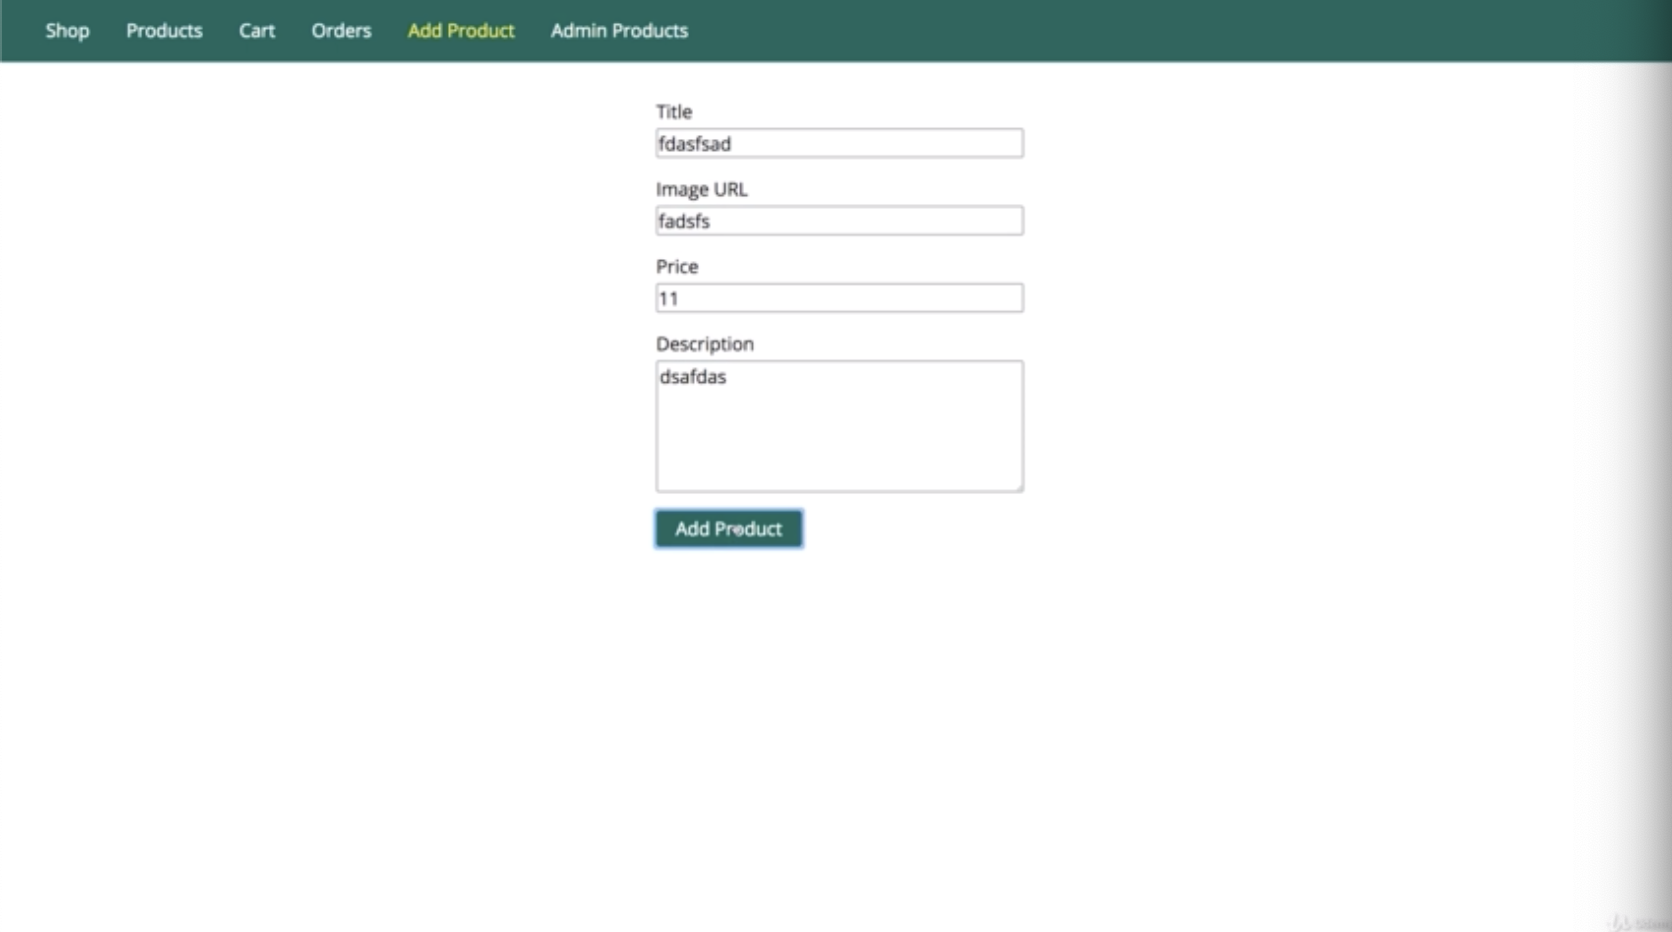 Shop Products Cart Orders Add Product Admin Products
Title
fdasfsad
Image URL
fadsfs
Price
11
Description
dsafdas
Add Product